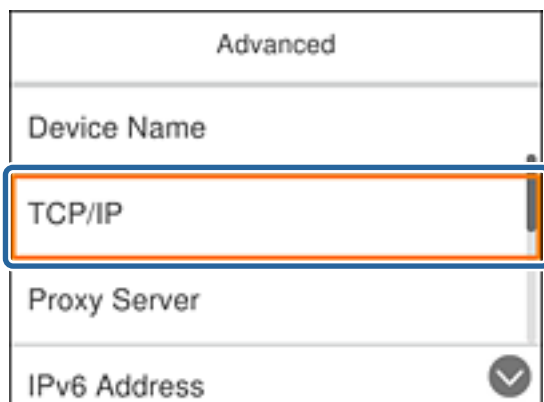 Advanced
Device Name
TCP/IP
Proxy Server
IPv6 Address